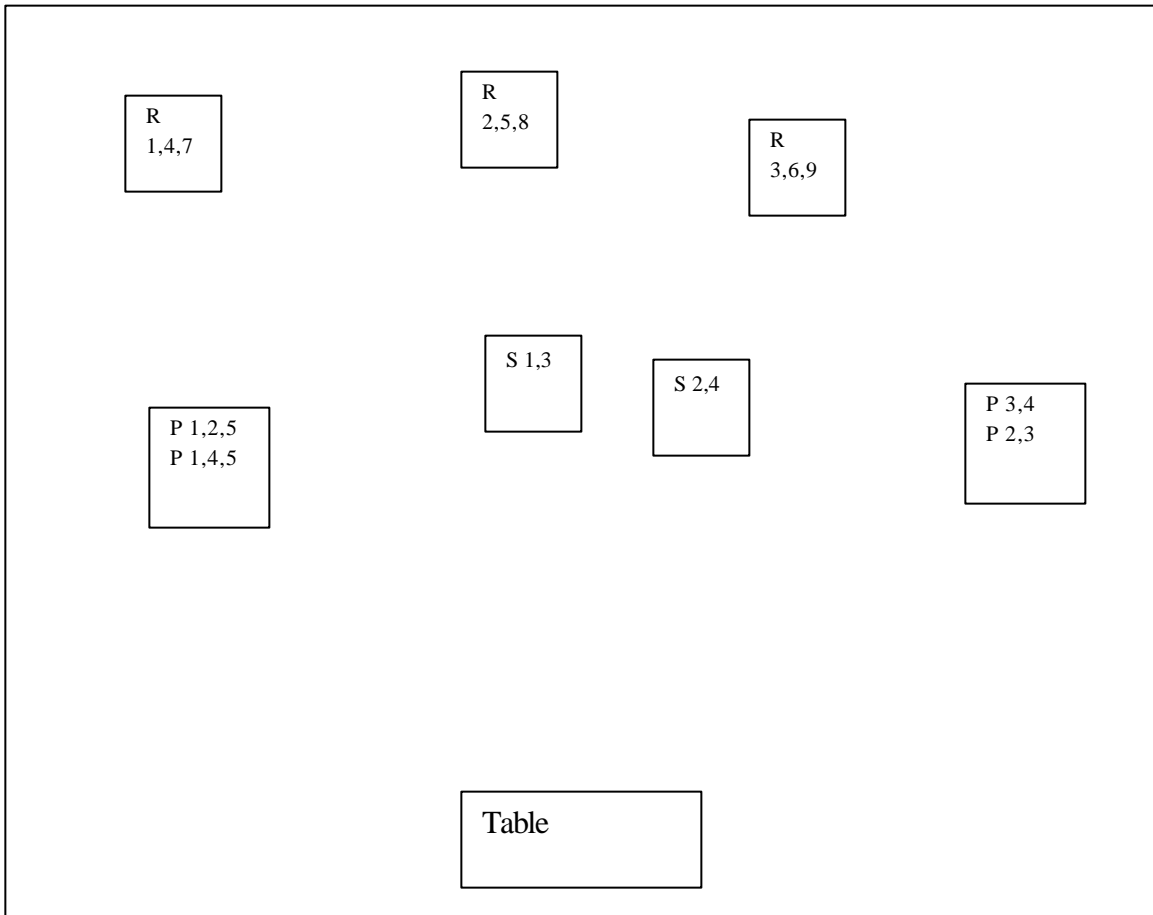 R
1,4,7
R
2,5,8
R
3,6,9
S 1,3
S 2,4
P 1,2,5
P 1,4,5
P 3,4
P 2,3
Table